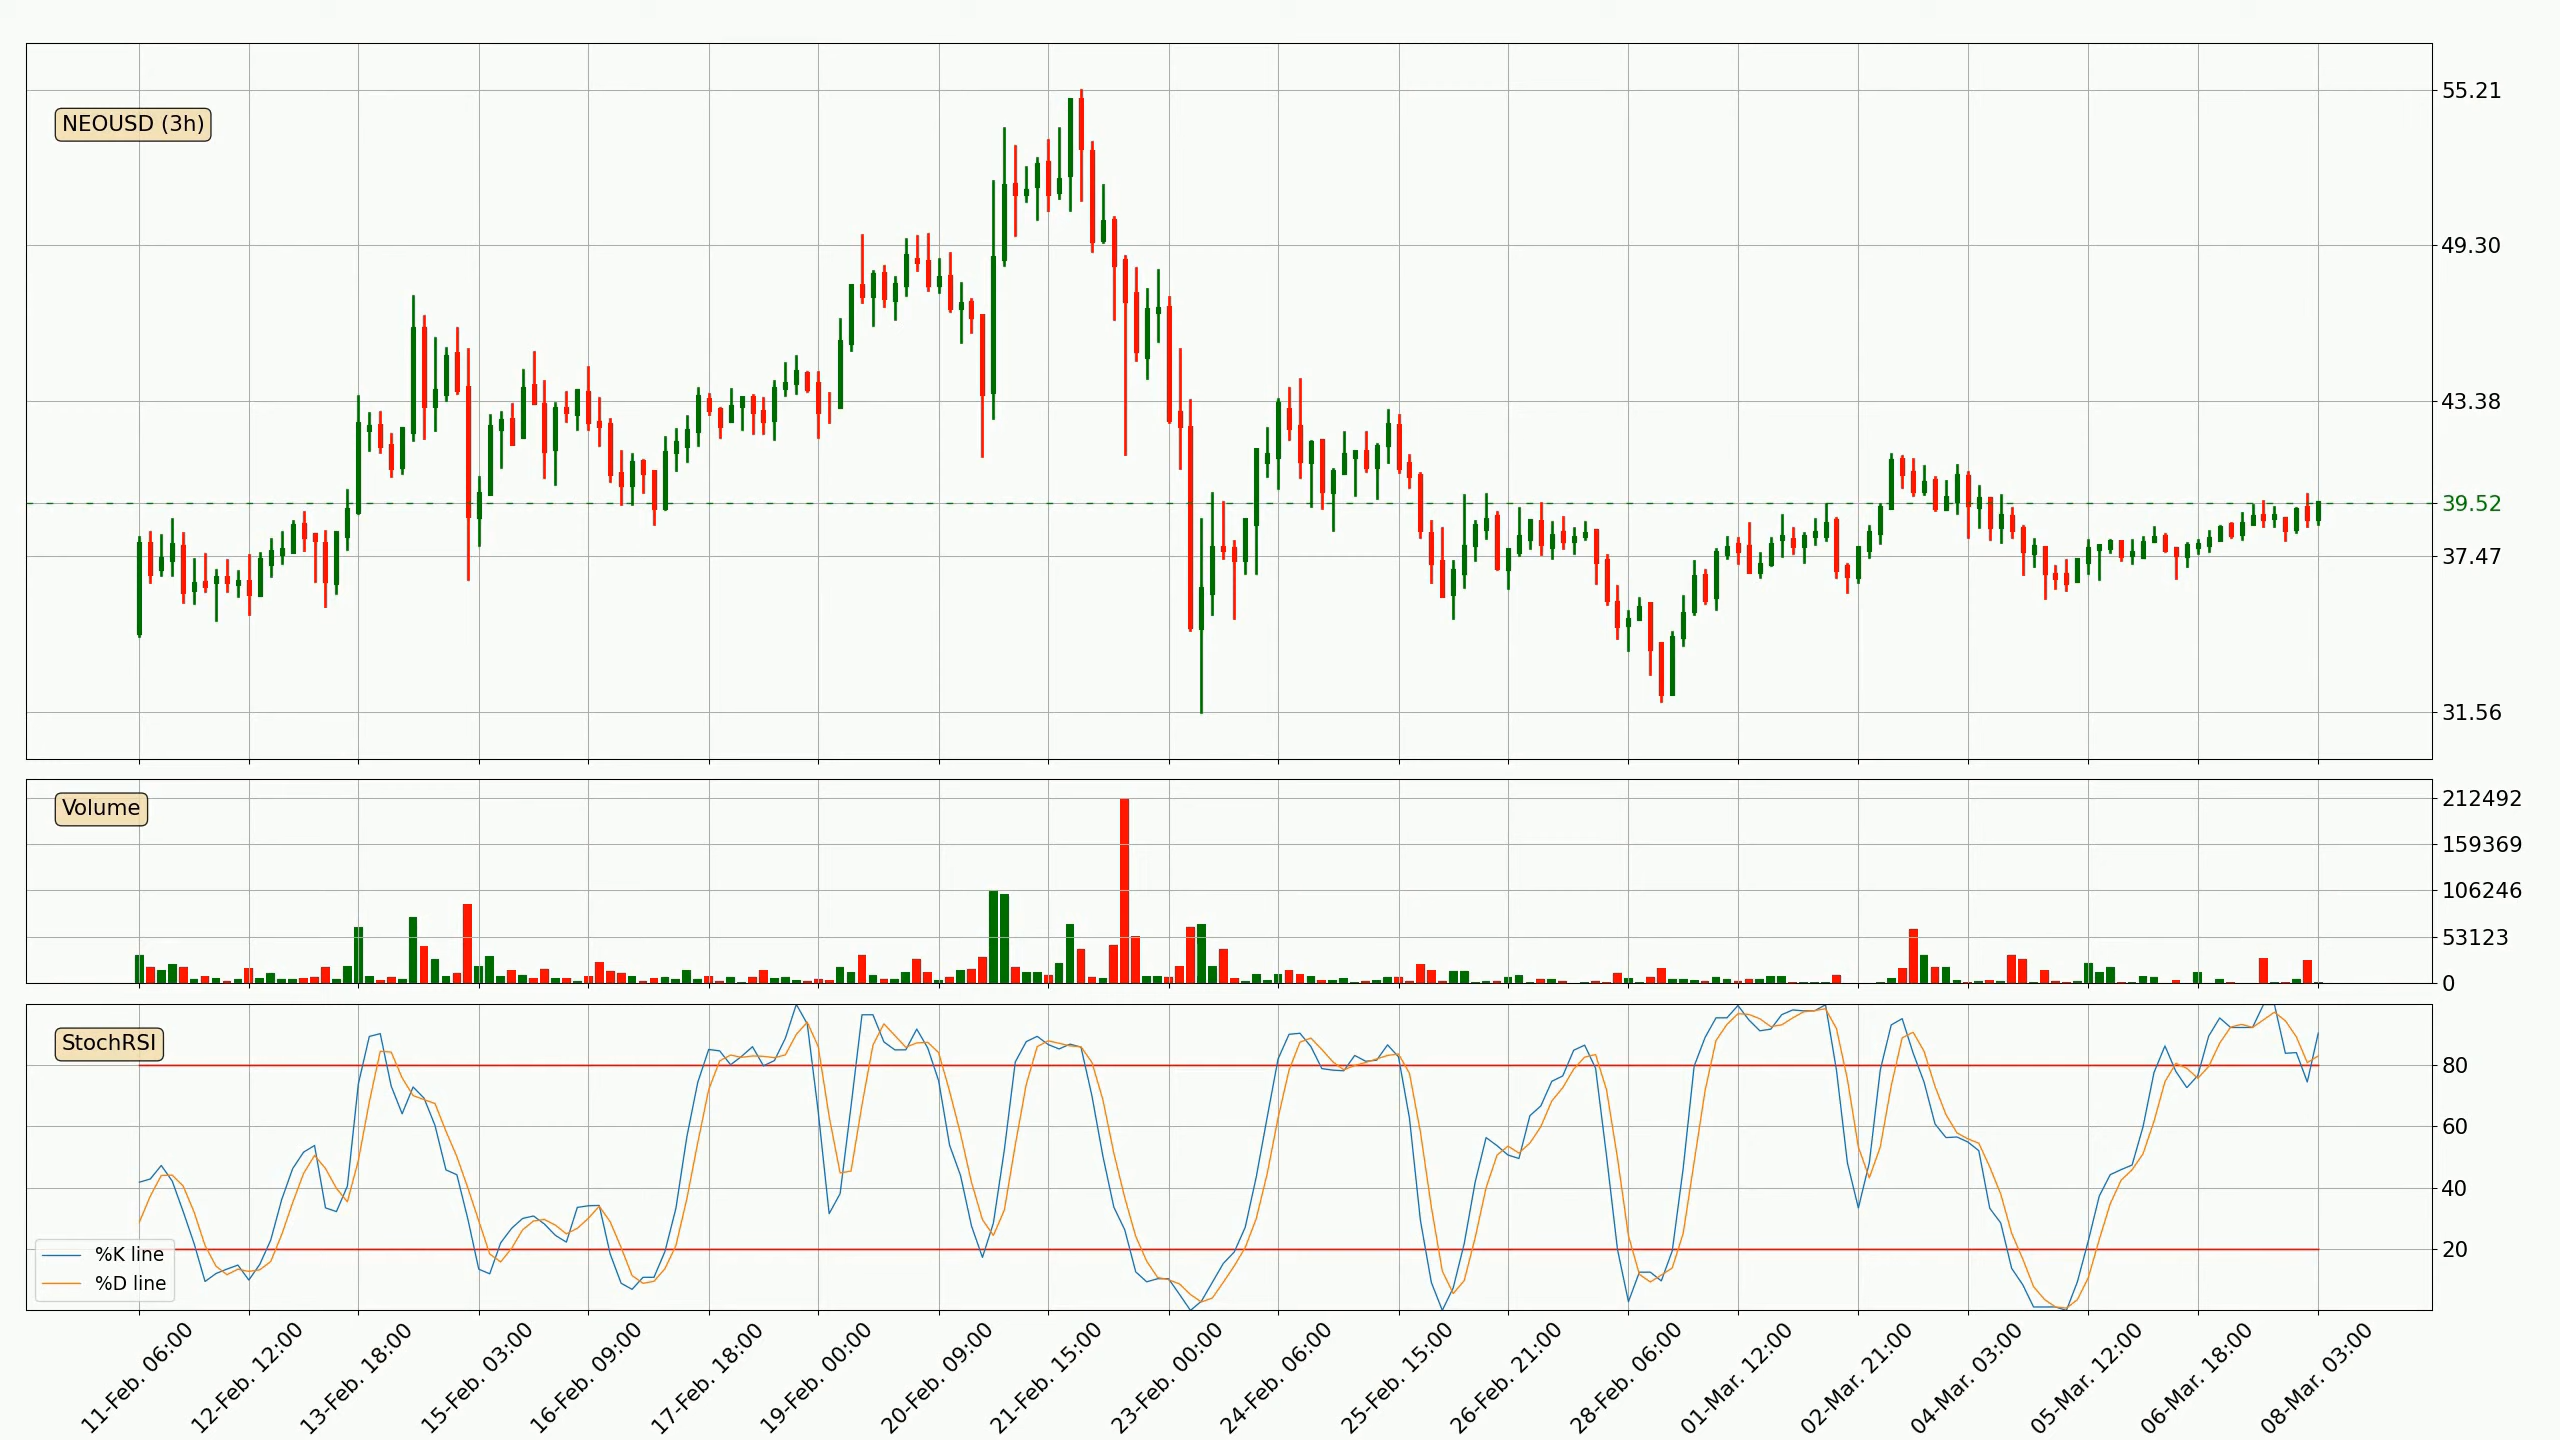 NEOUSD (3h)
55.21
49.30
43.38
39.52
37.47
31.56
Volume
212492
159369
106246
53123
0
StochRSI
80
60
40
20
%K line
%D line
11-Feb. 06:00
12-Feb. 12:00
13-Feb. 18:00
15-Feb. 03:00
16-Feb. 09:00
17-Feb. 18:00
19-Feb. 00:00
20-Feb. 09:00
21-Feb. 15:00
23-Feb. 00:00
24-Feb. 06:00
25-Feb. 15:00
26-Feb. 21:00
28-Feb. 06:00
01-Mar. 12:00
02-Mar. 21:00
04-Mar. 03:00
05-Mar. 12:00
06-Mar. 18:00
08-Mar. 03:00